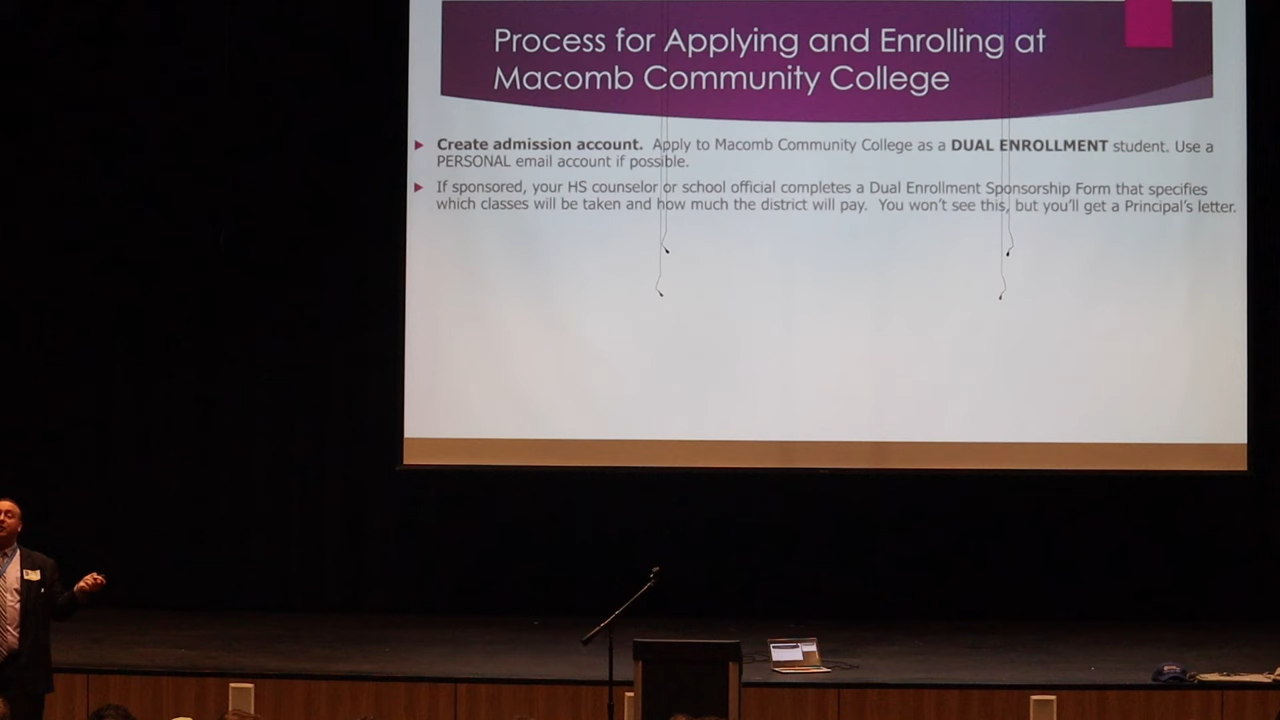 Process for Applying and Enrolling at
Macomb Community College
Create admission account. Apply to Macomb Community College as a DUAL ENROLLMENT student. Use a
PERSONAL email account if possible.
If sponsored, your HS counselor or school official completes a Dual Enrollment Sponsorship Form that specifies
which classes will be taken and how much the district will pay. You won't see this, but you'll get a Principal's letter.